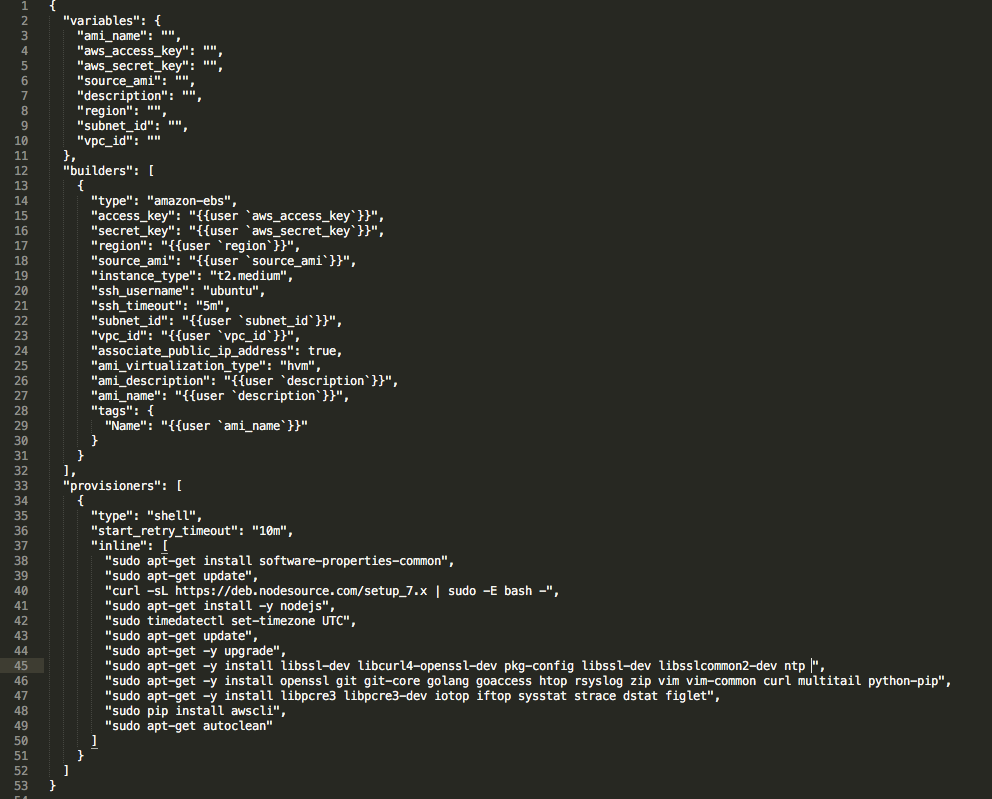 1 {
2 "variables": {
3 "ami_name": "",
4 "aws_access_key": "",
5 "aws_secret_key": "",
6 "source_ami": "",
7 "description": "",
8 "region": "",
9 "subnet_id": "",
10 "vpc_id": ""
11 },
12 "builders": [
13 {
14 "type": "amazon-ebs",
15 "access_key": "{{user `aws_access_key`}}",
16 "secret_key": "{{user `aws_secret_key`}}",
17 "region": "{{user `region`}}",
18 "source_ami": "{{user `source_ami`}}",
19 "instance_type": "t2.medium",
20 "ssh_username": "ubuntu",
21 "ssh_timeout": "5m",
22 "subnet_id": "{{user `subnet_id`}}",
23 "vpc_id": "{{user `vpc_id`}}",
24 "associate_public_ip_address": true,
25 "ami_virtualization_type": "hvm",
26 "ami_description": "{{user `description`}}",
27 "ami_name": "{{user `description`}}",
28 "tags": {
29 "Name": "{{user `ami_name`}}"
30 }
31 }
32 ],
33 "provisioners": [
34 {
35 "type": "shell",
36 "start_retry_timeout": "10m",
37 "inline": [
38 "sudo apt-get install software-properties-common",
39 "sudo apt-get update",
40 "curl -sL https://deb.nodesource.com/setup_7.x | sudo -E bash -",
41 "sudo apt-get install -y nodejs",
42 "sudo timedatectl set-timezone UTC",
43 "sudo apt-get update",
44 "sudo apt-get -y upgrade",
45 "sudo apt-get -y install libssl-dev libcurl4-openssl-dev pkg-config libssl-dev libsslcommon2-dev ntp ",
46 "sudo apt-get -y install openssl git git-core golang goaccess htop rsyslog zip vim vim-common curl multitail python-pip",
47 "sudo apt-get -y install libpcre3 libpcre3-dev iotop iftop sysstat strace dstat figlet",
48 "sudo pip install awscli",
49 "sudo apt-get autoclean"
50 ]
51 }
52 ]
53 }